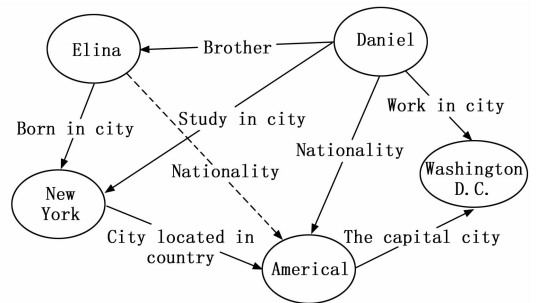 Elina
Brother
Daniel
Work in city
Born in city
Study in city
Nationality
Nationality
Washington
D.C.
New
York
City located in
country
The capital city
Americal